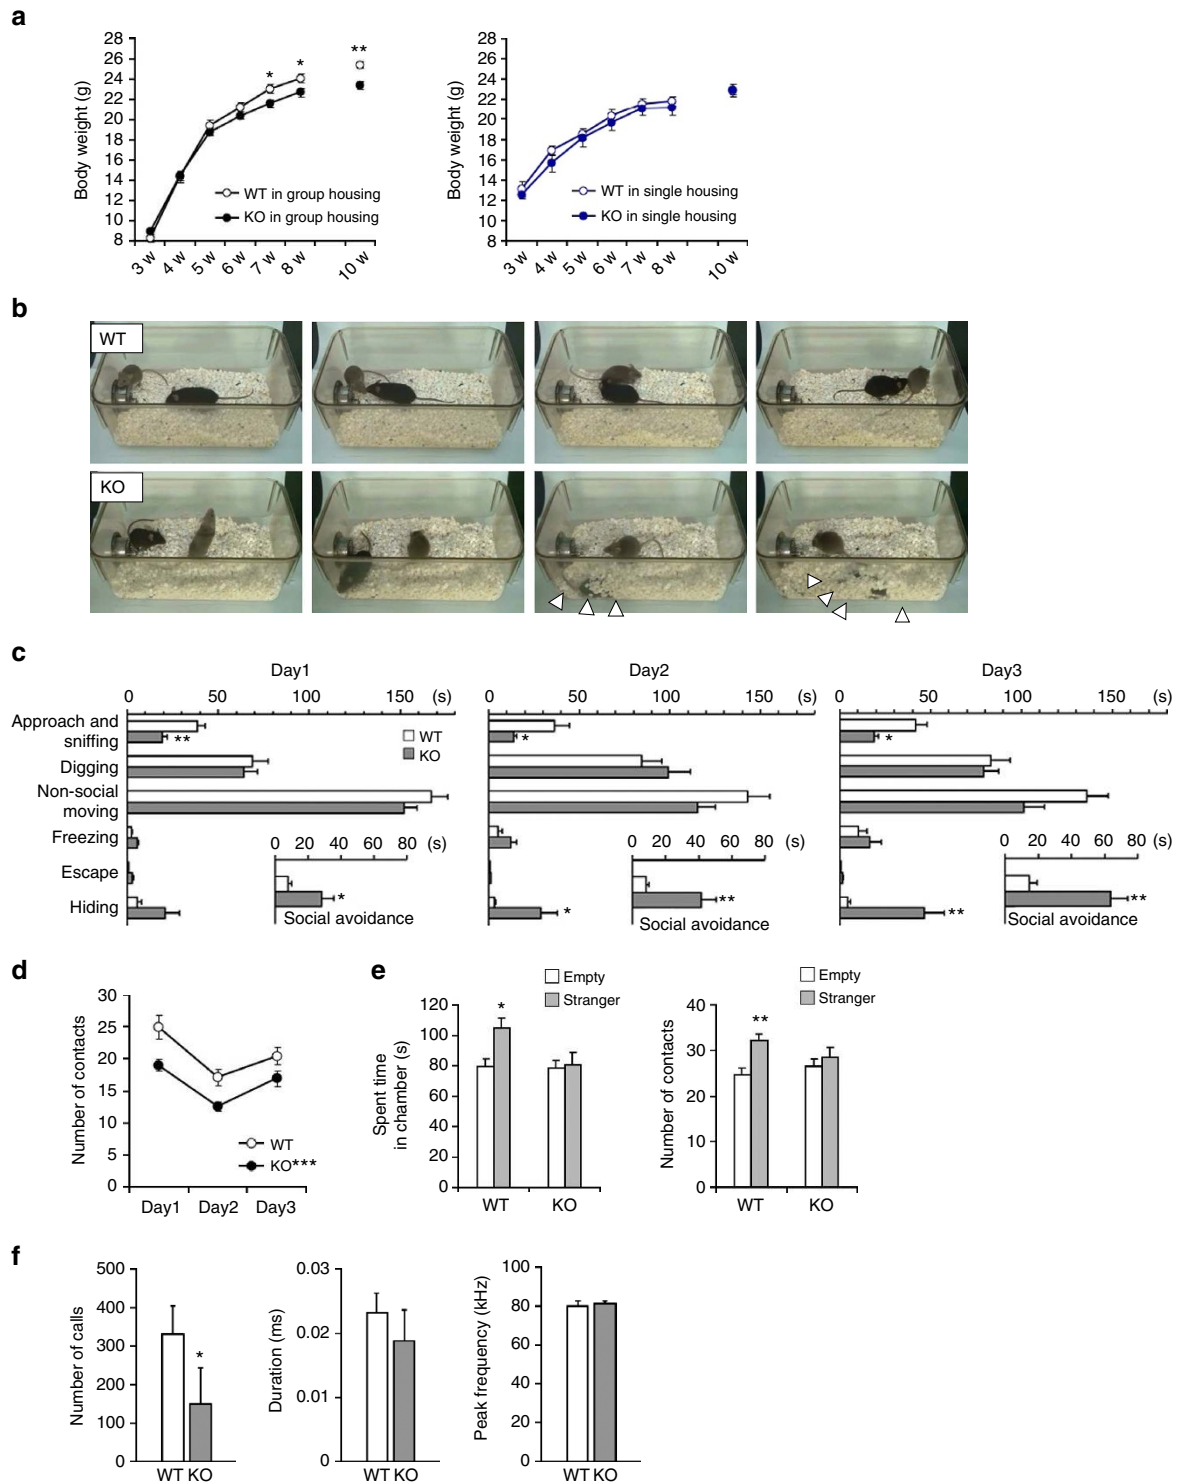 a
28
26
24
22
20
18
16
14
12
10
8
Body weight (g)
* * **
WT in group housing
KO in group housing
3 w 4 w 5 w 6 w 7 w 8 w 10 w
28
26
24
22
20
18
16
14
12
10
8
Body weight (g)
WT in single housing
KO in single housing
3 w 4 w 5 w 6 w 7 w 8 w 10 w
b
WT
KO
c
Day1
0 50 100 150 (s)
Approach and
sniffing
Digging
Non-social
moving
Freezing
Escape
Hiding
**
WT
KO
0 20 40 60 80 (s)
*
Social avoidance
Day2
0 50 100 150 (s)
*
*
0 20 40 60 80 (s)
**
Social avoidance
Day3
0 50 100 150 (s)
*
**
0 20 40 60 80 (s)
**
Social avoidance
d
30
25
20
15
10
5
0
Number of contacts
WT
KO***
Day1 Day2 Day3
e
Empty
Stranger
120
100
80
60
40
20
0
Spent time
in chamber (s)
*
WT KO
Empty
Stranger
40
30
20
10
0
Number of contacts
**
WT KO
f
500
400
300
200
100
0
Number of calls
*
WT KO
0.03
0.02
0.01
0
Duration (ms)
WT KO
100
80
60
40
20
0
Peak frequency (kHz)
WT KO